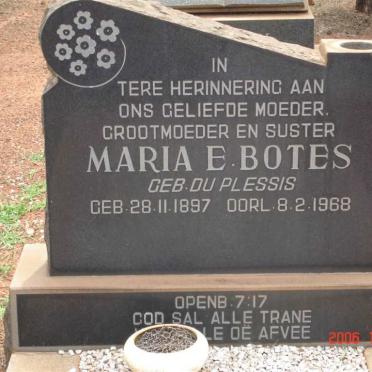 IN
TERE HERINNERING AAN
ONS GELIEFDE MOEDER.
GROOTMOEDER EN SUSTER
MARIA E. BOTES
GEB. DU PLESSIS
GEB. 28.11.1897 OORL. 8.2.1968
OPENB. 7:17
GOD SAL ALLE TRANE
OË AFVEE
2006